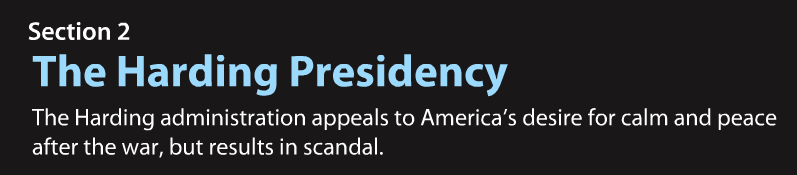 Section 2
The Harding Presidency
The Harding administration appeals to America’s desire for calm and peace
after the war, but results in scandal.